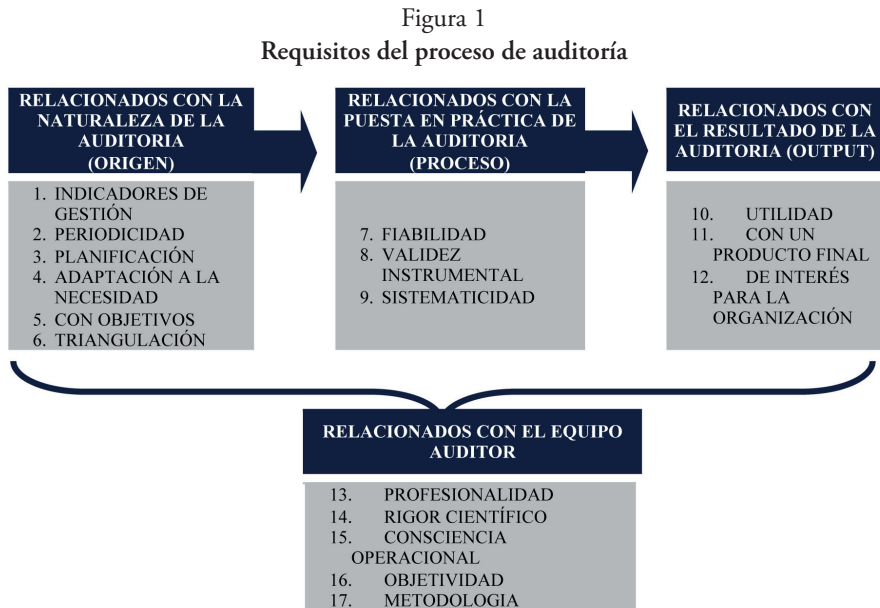 Figura 1
Requisitos del proceso de auditoría
RELACIONADOS CON LA
NATURALEZA DE LA
AUDITORIA
(ORIGEN)
1. INDICADORES DE
GESTIÓN
2. PERIODICIDAD
3. PLANIFICACIÓN
4. ADAPTACIÓN A LA
NECESIDAD
5. CON OBJETIVOS
6. TRIANGULACIÓN
RELACIONADOS CON LA
PUESTA EN PRÁCTICA DE
LA AUDITORIA
(PROCESO)
7. FIABILIDAD
8. VALIDEZ
INSTRUMENTAL
9. SISTEMATICIDAD
RELACIONADOS CON
EL RESULTADO DE LA
AUDITORIA (OUTPUT)
10. UTILIDAD
11. CON UN
PRODUCTO FINAL
12. DE INTERÉS
PARA LA
ORGANIZACIÓN
RELACIONADOS CON EL EQUIPO
AUDITOR
13. PROFESIONALIDAD
14. RIGOR CIENTÍFICO
15. CONSCIENCIA
OPERACIONAL
16. OBJETIVIDAD
17. METODOLOGIA